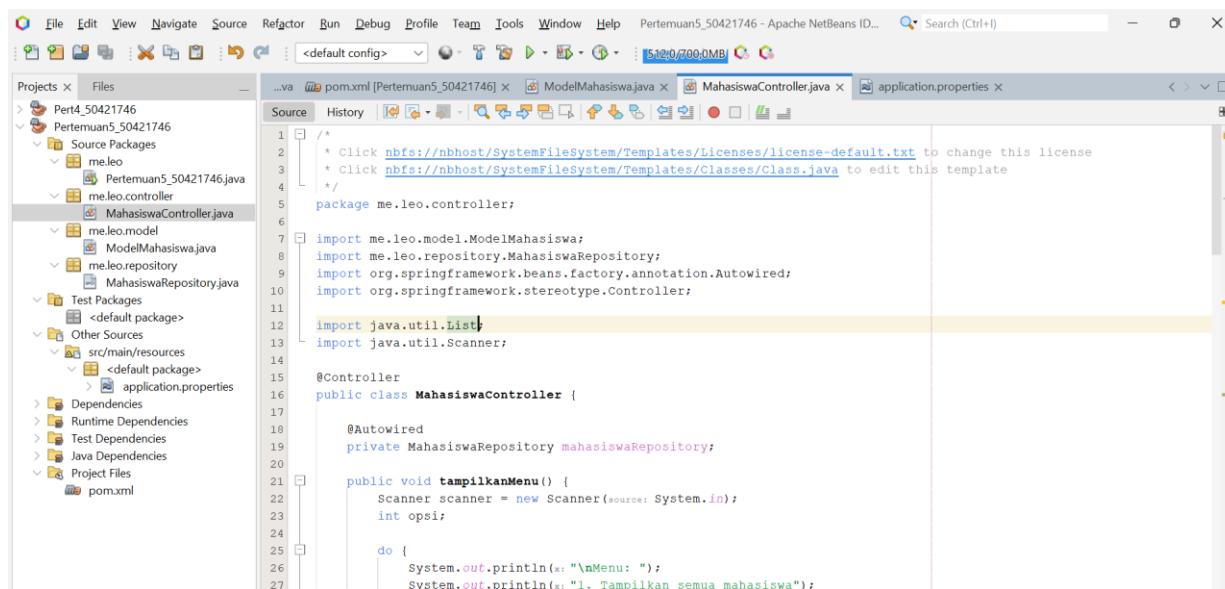 File Edit View Navigate Source Refactor Run Debug Profile Team Tools Window Help Pertemuan5_50421746 - Apache NetBeans ID... Search (Ctrl+I)
<default config> 512,0/700,0MB
Projects Files
...va pom.xml [Pertemuan5_50421746] ModelMahasiswa.java MahasiswaController.java application.properties
Pert4_50421746
Pertemuan5_50421746
Source Packages
me.leo
Pertemuan5_50421746.java
me.leo.controller
MahasiswaController.java
me.leo.model
ModelMahasiswa.java
me.leo.repository
MahasiswaRepository.java
Test Packages
<default package>
Other Sources
src/main/resources
<default package>
application.properties
Dependencies
Runtime Dependencies
Test Dependencies
Java Dependencies
Project Files
pom.xml
Source History
1 /*
2 * Click nbfs://nbhost/SystemFileSystem/Templates/Licenses/license-default.txt to change this license
3 * Click nbfs://nbhost/SystemFileSystem/Templates/Classes/Class.java to edit this template
4 */
5 package me.leo.controller;
6
7 import me.leo.model.ModelMahasiswa;
8 import me.leo.repository.MahasiswaRepository;
9 import org.springframework.beans.factory.annotation.Autowired;
10 import org.springframework.stereotype.Controller;
11
12 import java.util.List;
13 import java.util.Scanner;
14
15 @Controller
16 public class MahasiswaController {
17
18 @Autowired
19 private MahasiswaRepository mahasiswaRepository;
20
21 public void tampilkanMenu() {
22 Scanner scanner = new Scanner(source: System.in);
23 int opsi;
24
25 do {
26 System.out.println(x: "\nMenu: ");
27 System.out.println(x: "1. Tampilkan semua mahasiswa");